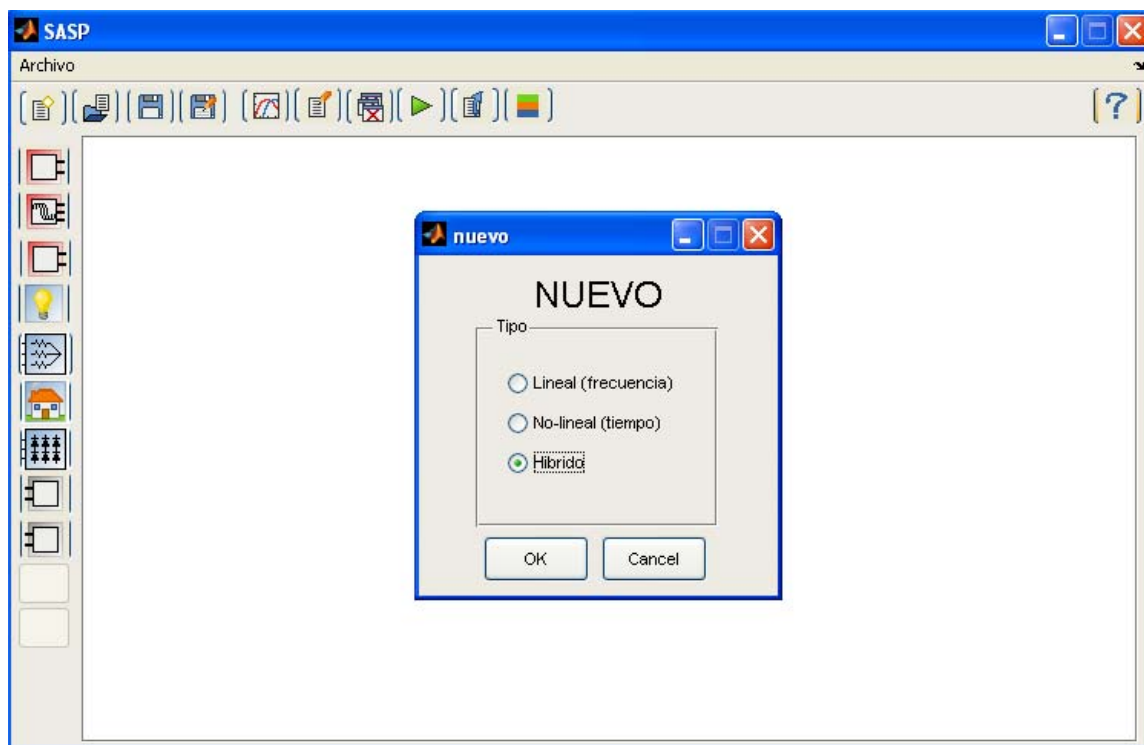 SASP
Archivo
nuevo
NUEVO
Tipo
Lineal (frecuencia)
No-lineal (tiempo)
Hibrido
OK
Cancel